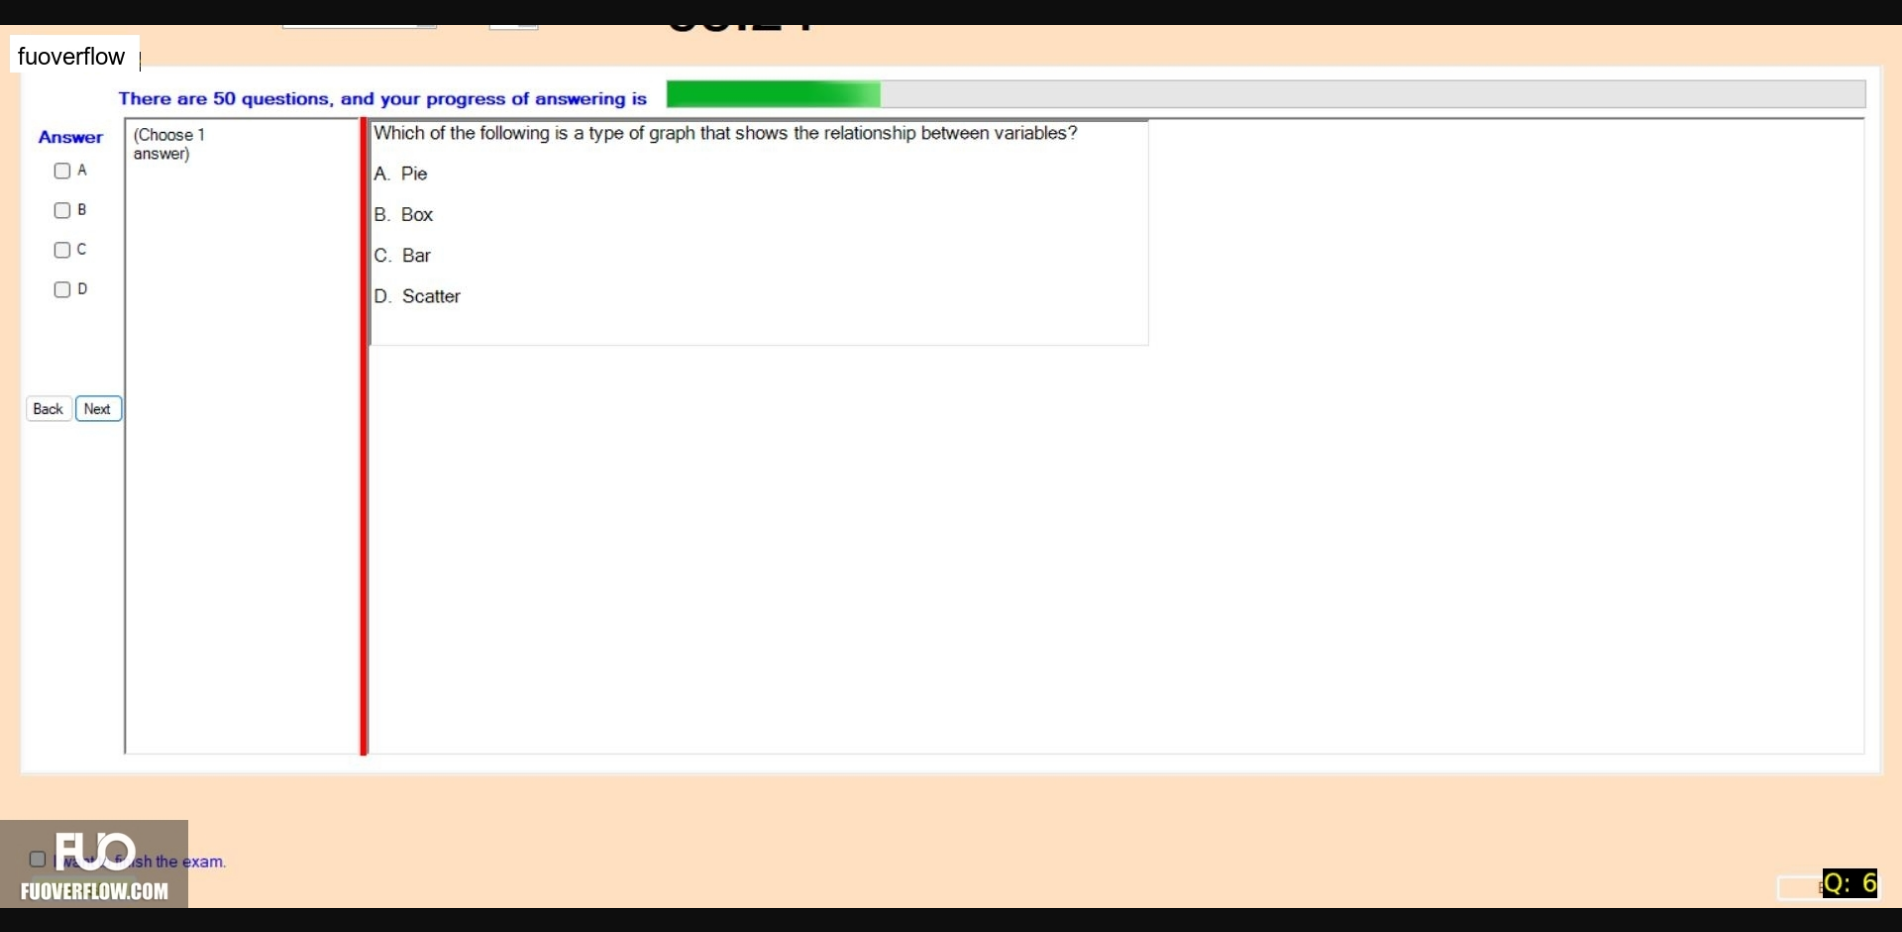 fuoverflow
There are 50 questions, and your progress of answering is
Answer
(Choose 1
answer)
A
B
C
D
Which of the following is a type of graph that shows the relationship between variables?
A. Pie
B. Box
C. Bar
D. Scatter
Back Next
FUO
finish the exam.
FUOVERFLOW.COM
Q: 6